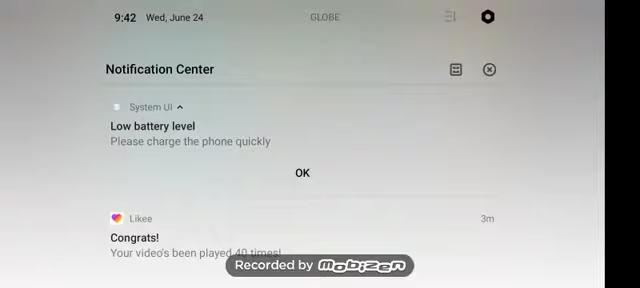 9:42 Wed, June 24 GLOBE
Notification Center
System UI
Low battery level
Please charge the phone quickly
OK
Likee 3m
Congrats!
Your video's been played 40 times!
Recorded by MOBIZEN